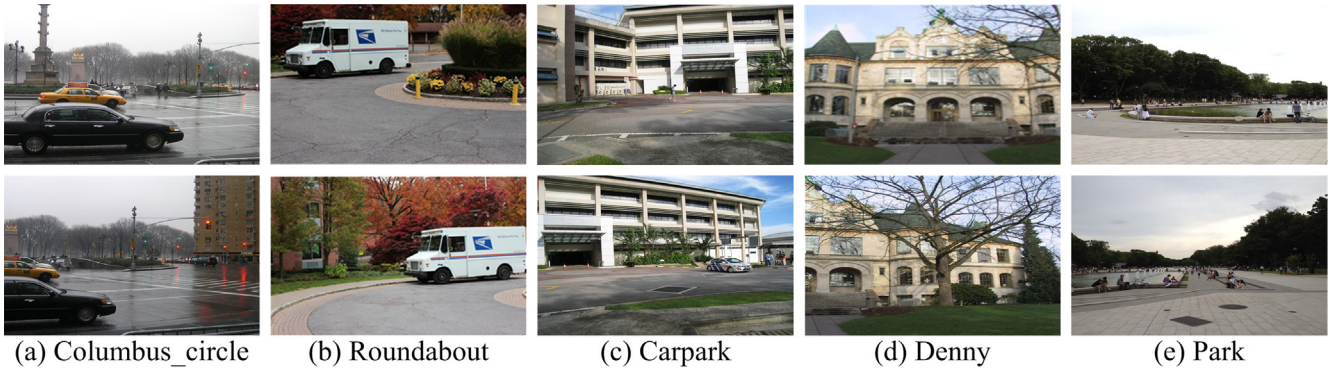 (a) Columbus_circle
(b) Roundabout
(c) Carpark
(d) Denny
(e) Park